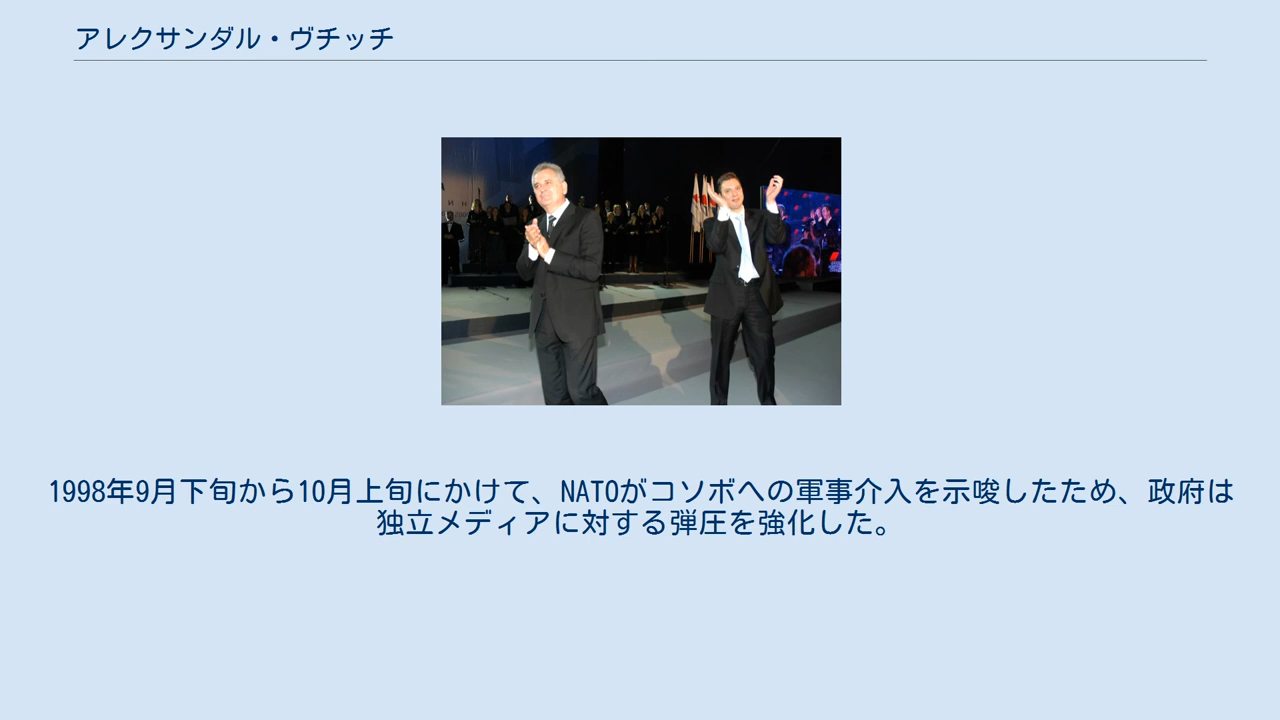 アレクサンダル・ヴチッチ
1998年9月下旬から10月上旬にかけて、NATOがコソボへの軍事介入を示唆したため、政府は
独立メディアに対する弾圧を強化した。